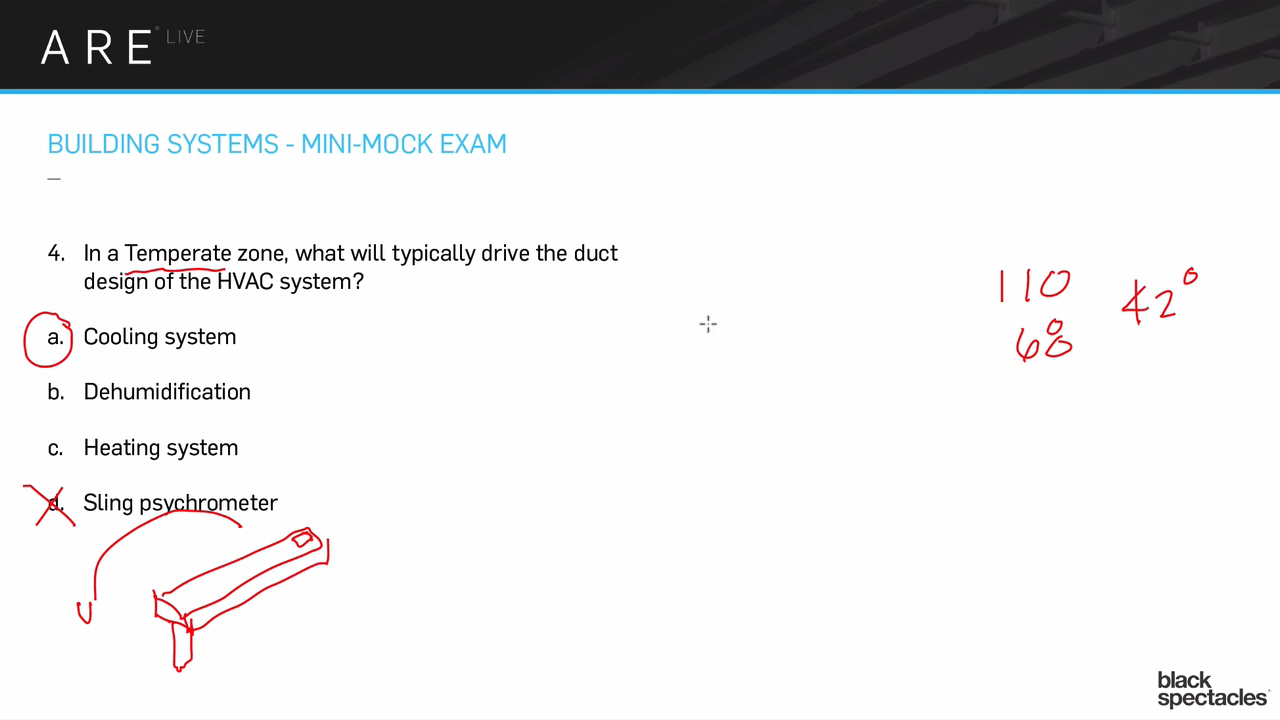 ARE® LIVE
BUILDING SYSTEMS - MINI-MOCK EXAM
4. In a Temperate zone, what will typically drive the duct
design of the HVAC system?
a. Cooling system
b. Dehumidification
c. Heating system
d. Sling psychrometer
110
68
42°
black
spectacles